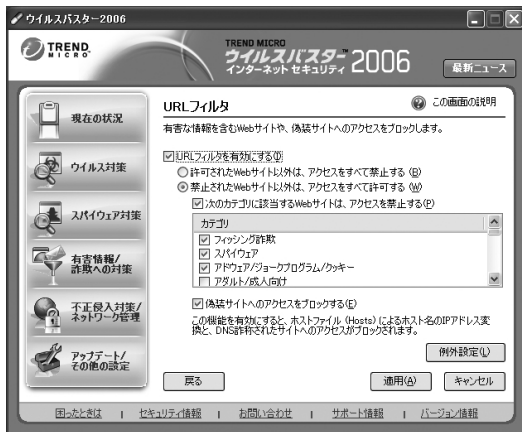 ウイルスバスター2006
TREND MICRO
TREND MICRO
ウイルスバスター™ 2006
インターネット セキュリティ
最新ニュース
現在の状況
ウイルス対策
スパイウェア対策
有害情報/
詐欺への対策
不正侵入対策/
ネットワーク管理
アップデート/
その他の設定
URLフィルタ
この画面の説明
有害な情報を含むWebサイトや、偽装サイトへのアクセスをブロックします。
URLフィルタを有効にする(U)
許可されたWebサイト以外は、アクセスをすべて禁止する (B)
禁止されたWebサイト以外は、アクセスをすべて許可する (W)
次のカテゴリに該当するWebサイトは、アクセスを禁止する(P)
カテゴリ
フィッシング詐欺
スパイウェア
アドウェア/ジョークプログラム/クッキー
アダルト/成人向け
偽装サイトへのアクセスをブロックする(E)
この機能を有効にすると、ホストファイル (Hosts) によるホスト名のIPアドレス変
換と、DNS詐称されたサイトへのアクセスがブロックされます。
例外設定(L)
戻る
適用(A)
キャンセル
困ったときは | セキュリティ情報 | お問い合わせ | サポート情報 | バージョン情報